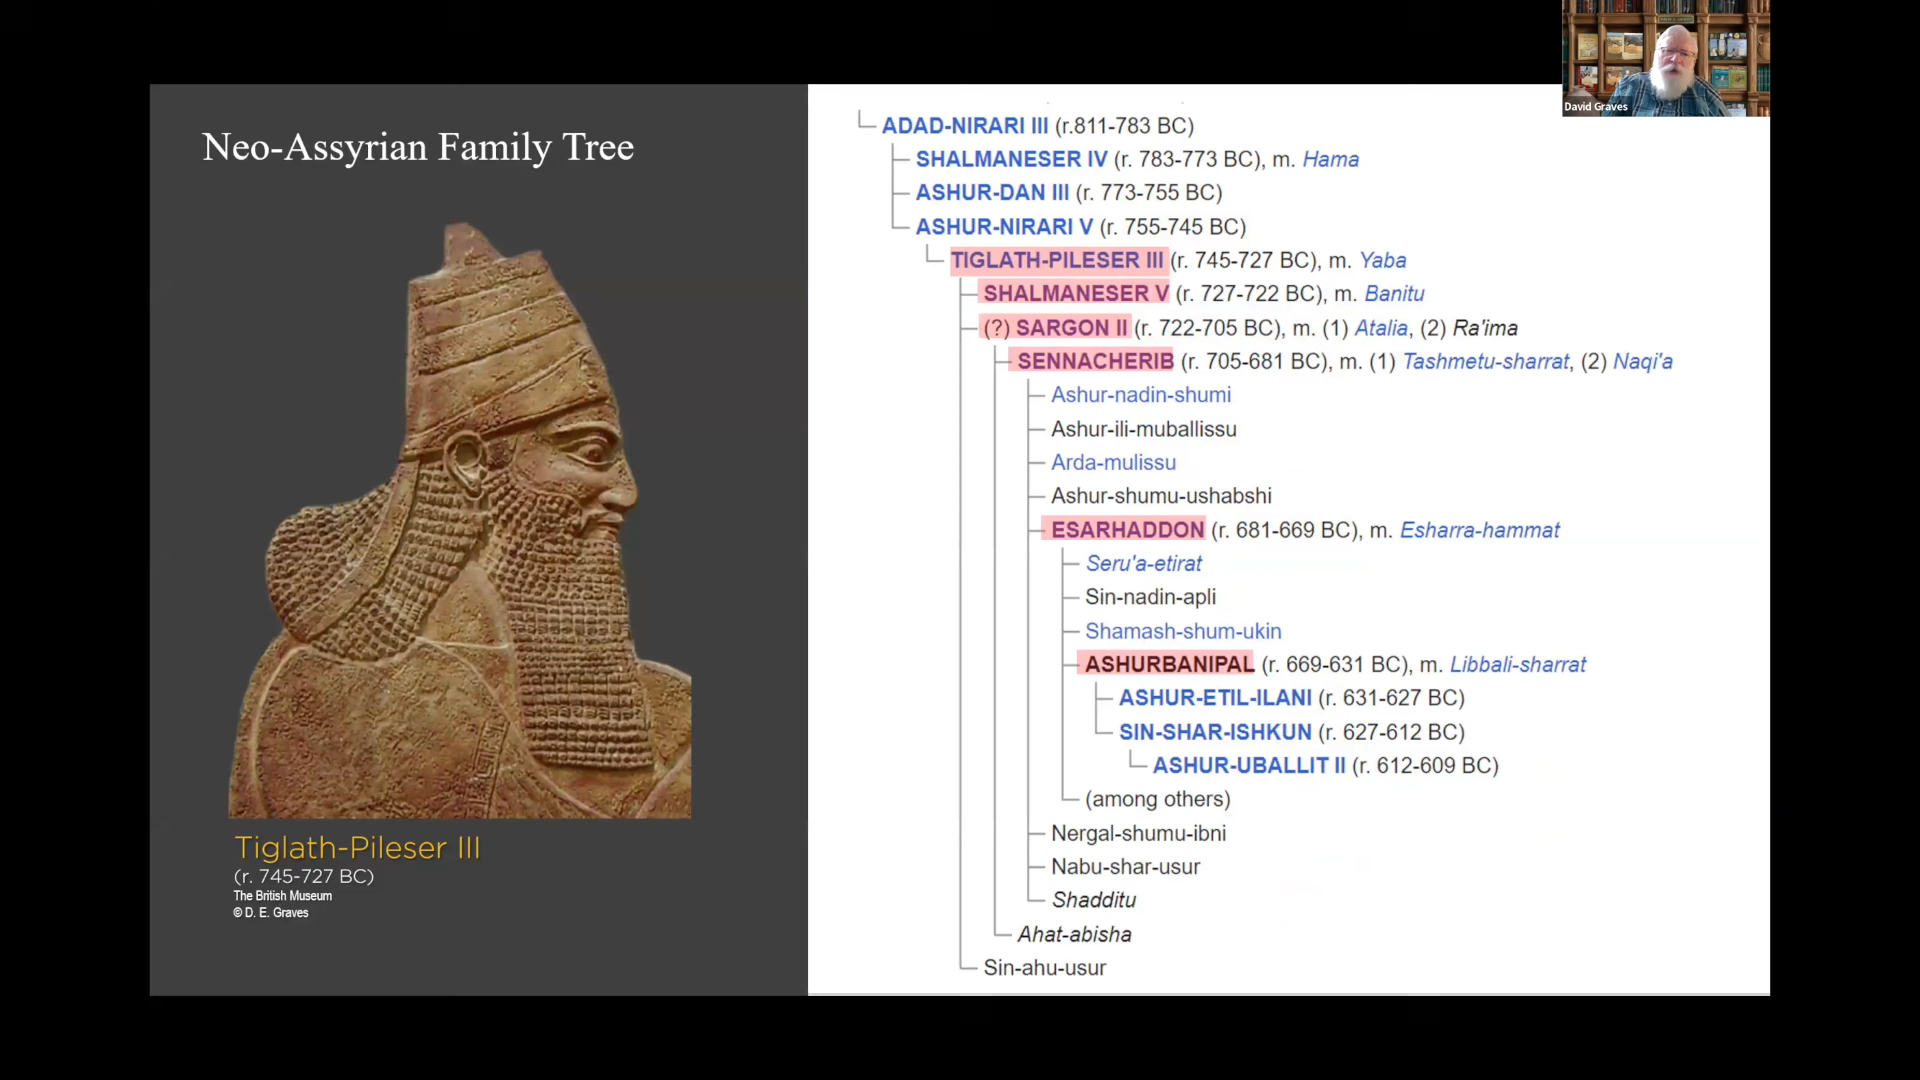 David Graves
Neo-Assyrian Family Tree
Tiglath-Pileser III
(r. 745-727 BC)
The British Museum
© D. E. Graves
ADAD-NIRARI III (r.811-783 BC)
SHALMANESER IV (r. 783-773 BC), m. Hama
ASHUR-DAN III (r. 773-755 BC)
ASHUR-NIRARI V (r. 755-745 BC)
TIGLATH-PILESER III (r. 745-727 BC), m. Yaba
SHALMANESER V (r. 727-722 BC), m. Banitu
(?) SARGON II (r. 722-705 BC), m. (1) Atalia, (2) Ra'ima
SENNACHERIB (r. 705-681 BC), m. (1) Tashmetu-sharrat, (2) Naqi'a
Ashur-nadin-shumi
Ashur-ili-muballissu
Arda-mulissu
Ashur-shumu-ushabshi
ESARHADDON (r. 681-669 BC), m. Esharra-hammat
Seru'a-etirat
Sin-nadin-apli
Shamash-shum-ukin
ASHURBANIPAL (r. 669-631 BC), m. Libbali-sharrat
ASHUR-ETIL-ILANI (r. 631-627 BC)
SIN-SHAR-ISHKUN (r. 627-612 BC)
ASHUR-UBALLIT II (r. 612-609 BC)
(among others)
Nergal-shumu-ibni
Nabu-shar-usur
Shadditu
Ahat-abisha
Sin-ahu-usur